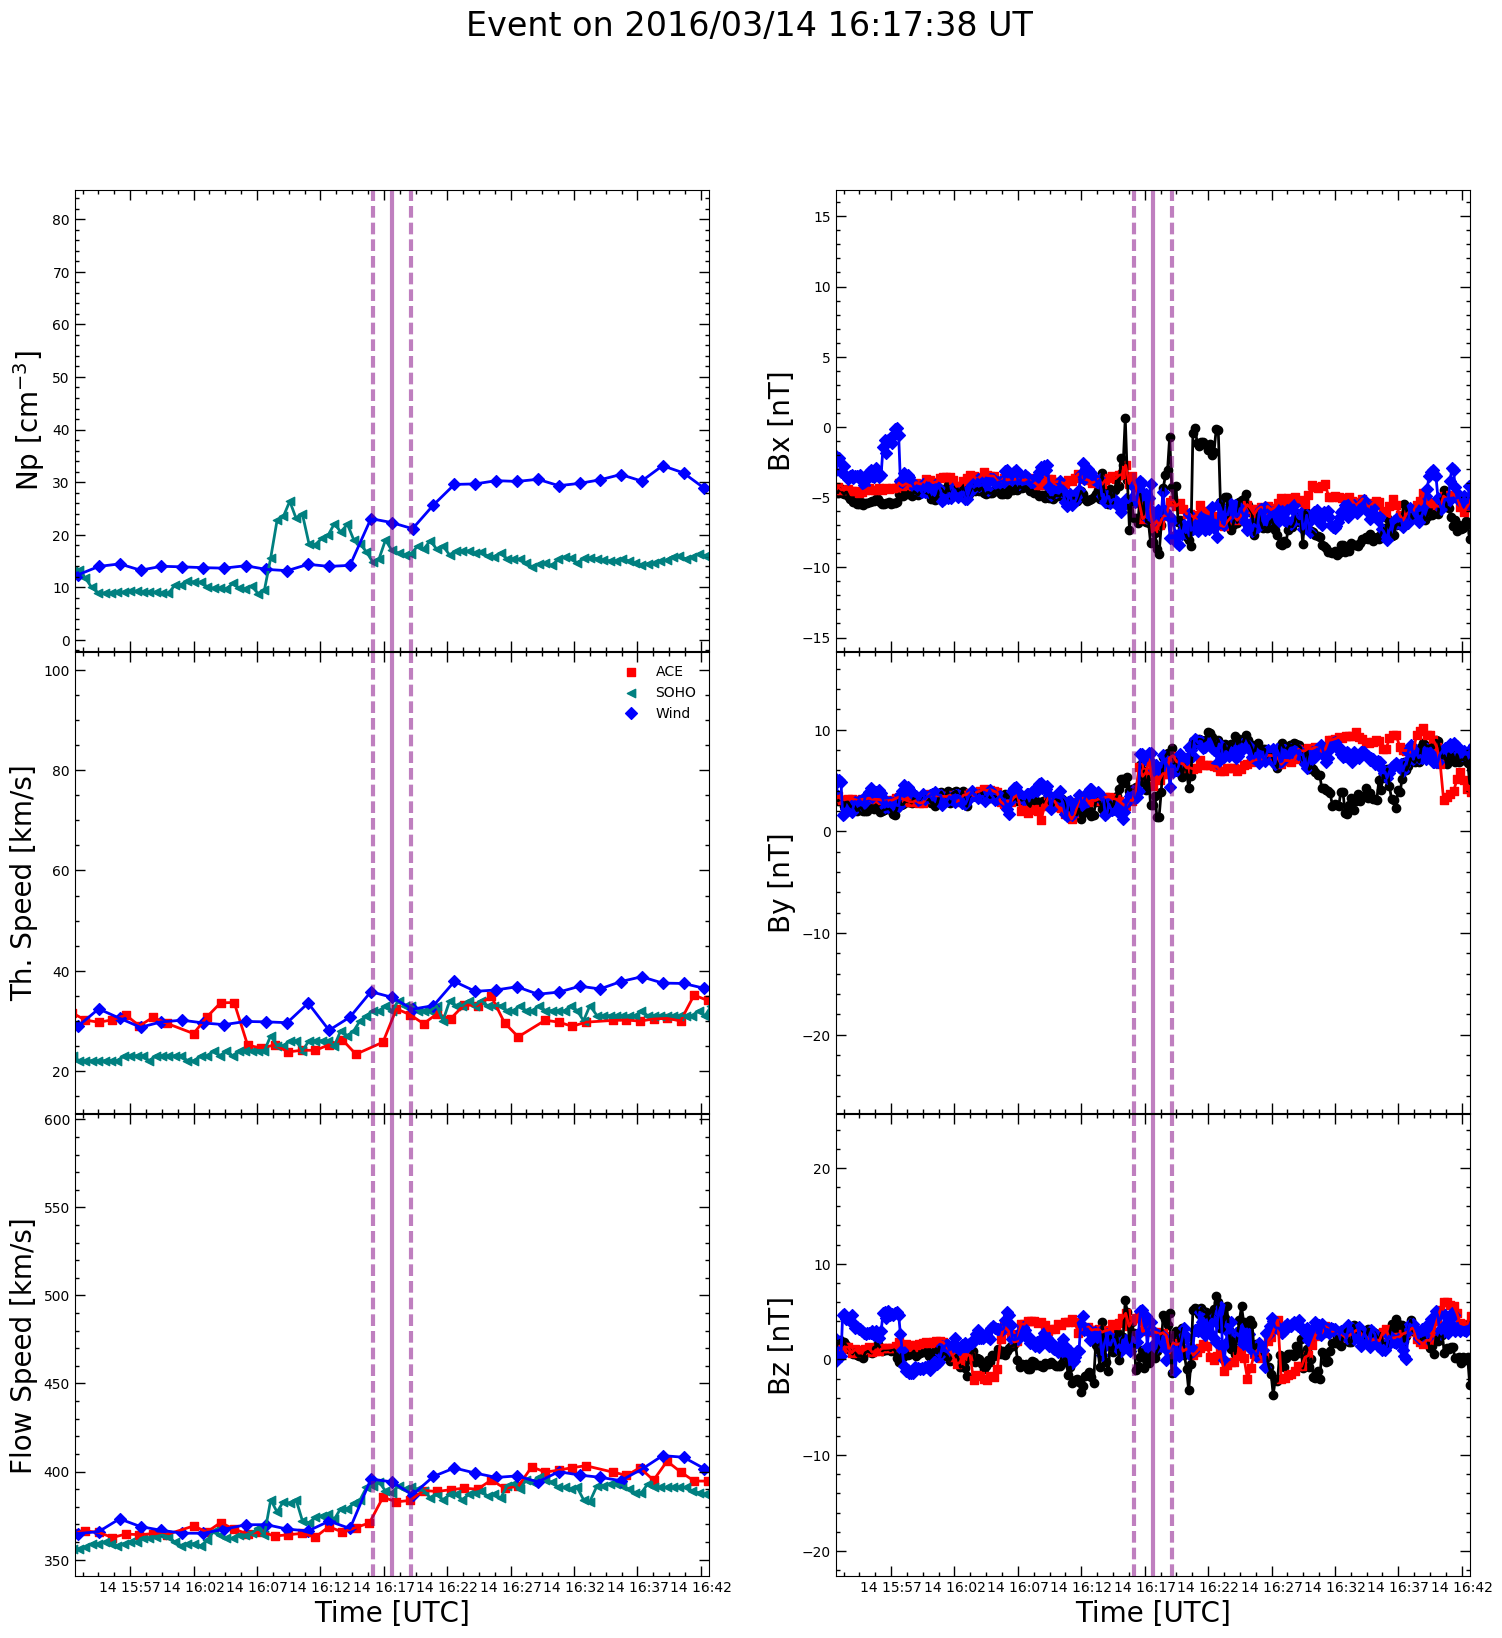 Event on 2016/03/14 16:17:38 UT
Np [cm⁻³]
80
70
60
50
40
30
20
10
0
Th. Speed [km/s]
100
80
60
40
20
ACE
SOHO
Wind
Flow Speed [km/s]
600
550
500
450
400
350
14 15:57 14 16:02 14 16:07 14 16:12 14 16:17 14 16:22 14 16:27 14 16:32 14 16:37 14 16:42
Time [UTC]
Bx [nT]
15
10
5
0
−5
−10
−15
By [nT]
10
0
−10
−20
Bz [nT]
20
10
0
−10
−20
14 15:57 14 16:02 14 16:07 14 16:12 14 16:17 14 16:22 14 16:27 14 16:32 14 16:37 14 16:42
Time [UTC]